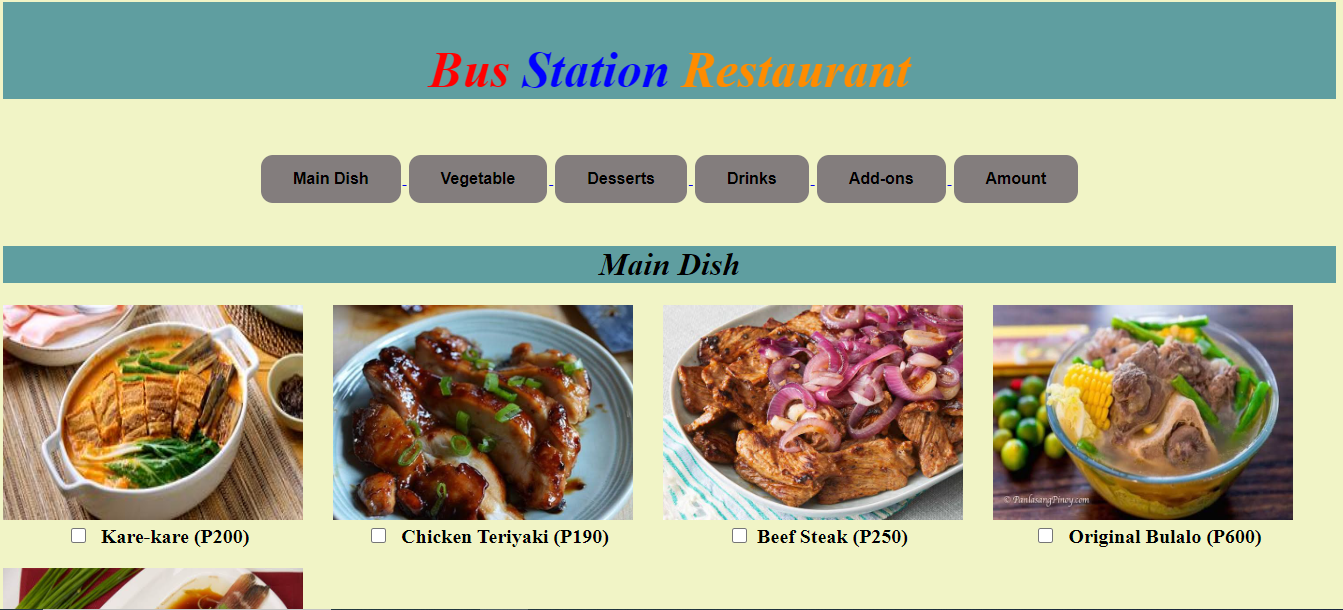 Bus Station Restaurant
Main Dish - Vegetable - Desserts - Drinks - Add-ons - Amount
Main Dish
© PanlasangPinoy.com
Kare-kare (P200) Chicken Teriyaki (P190) Beef Steak (P250) Original Bulalo (P600)